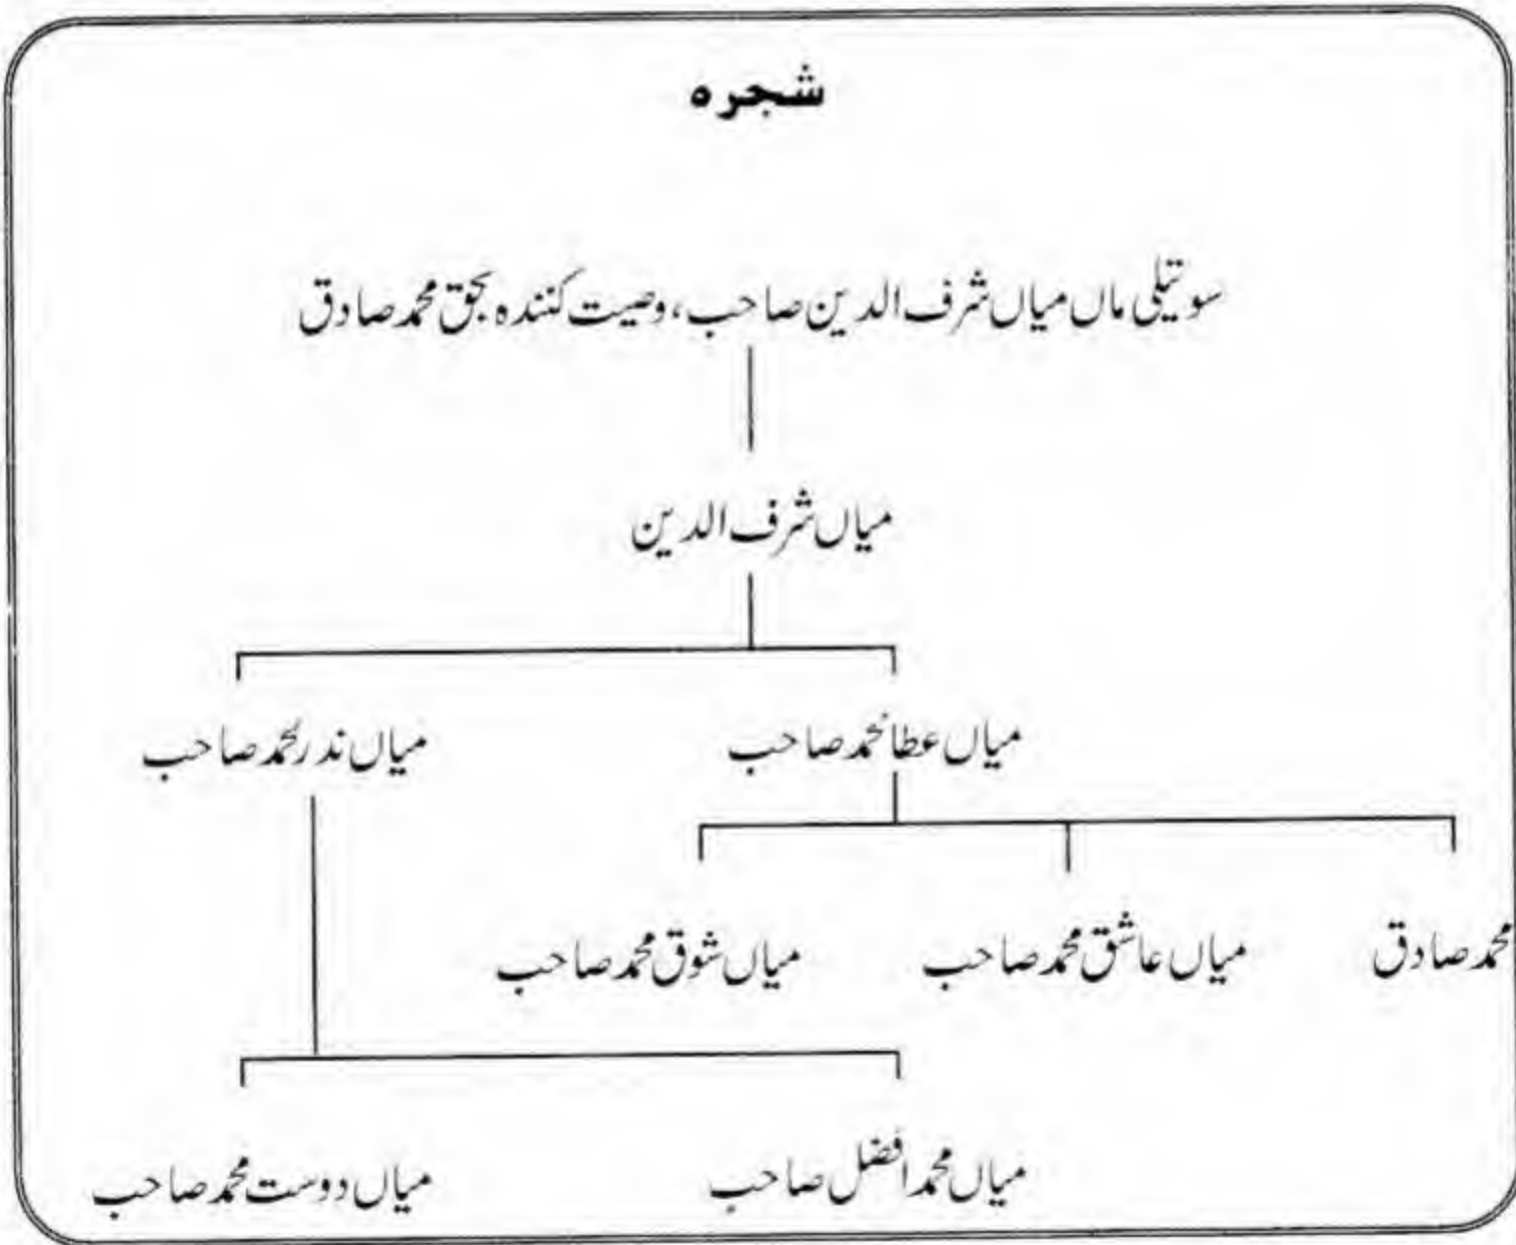 شجرہ
سوتیلی ماں میاں شرف الدین صاحب، وصیت کنندہ بحق محمد صادق
میاں شرف الدین
میاں عطا محمد صاحب
میاں نذر محمد صاحب
محمد صادق
میاں عاشق محمد صاحب
میاں شوق محمد صاحب
میاں محمد افضل صاحب
میاں دوست محمد صاحب